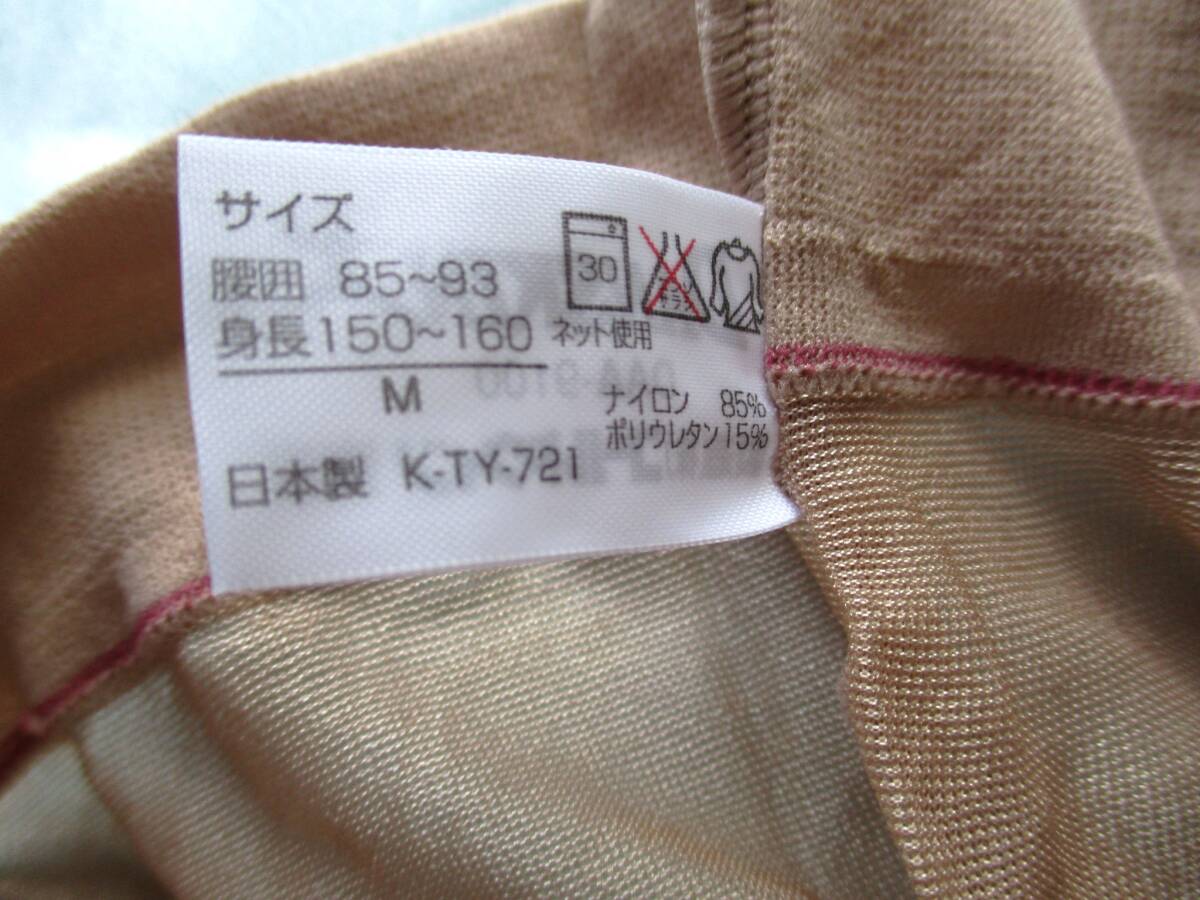 サイズ
腰囲 85~93
身長150~160
M
日本製 K-TY-721
30
ネット使用
ナイロン 85%
ポリウレタン15%